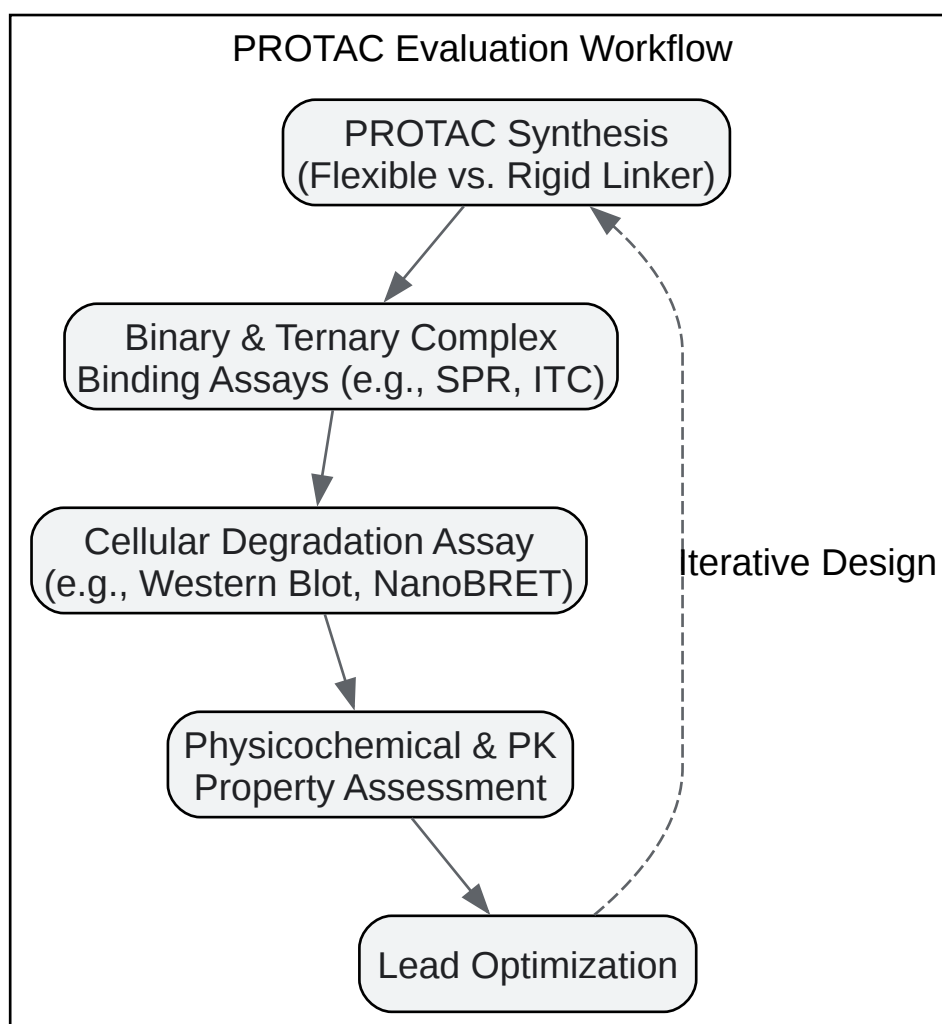 PROTAC Evaluation Workflow
PROTAC Synthesis
(Flexible vs. Rigid Linker)
Binary & Ternary Complex
Binding Assays (e.g., SPR, ITC)
Cellular Degradation Assay
(e.g., Western Blot, NanoBRET)
Iterative Design
Physicochemical & PK
Property Assessment
Lead Optimization